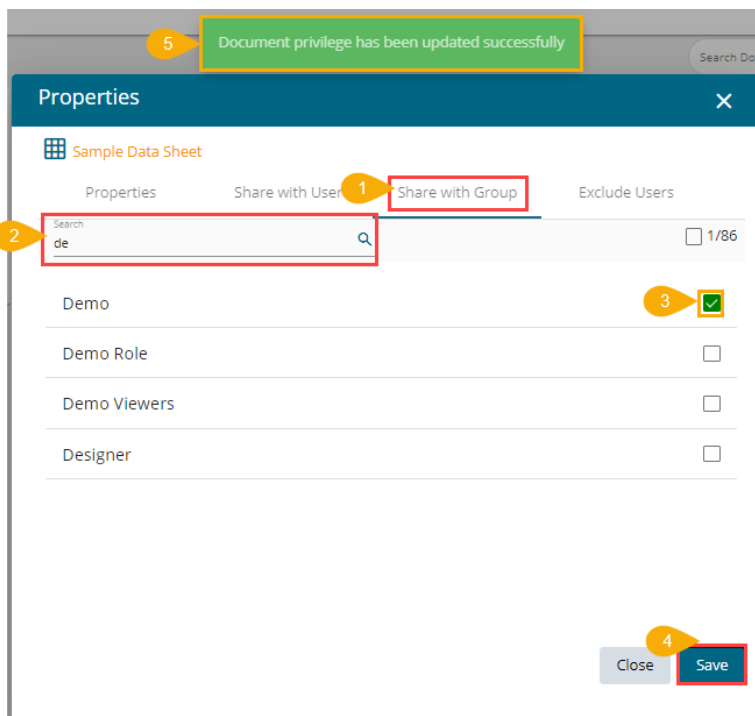 5
Document privilege has been updated successfully
Search Do
Properties
Sample Data Sheet
Properties
Share with User
1
Share with Group
Exclude Users
2
Search
de
1/86
Demo
3
Demo Role
Demo Viewers
Designer
4
Close
Save